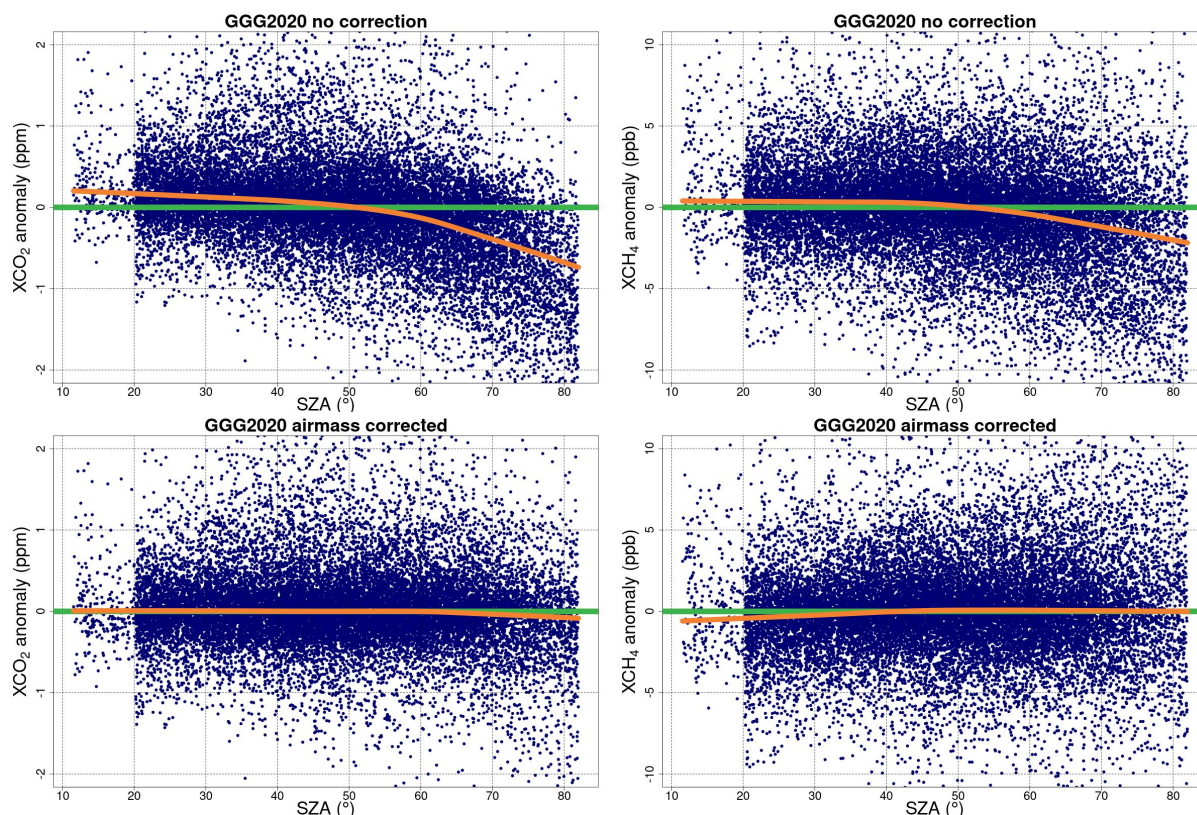 GGG2020 no correction
XCO₂ anomaly (ppm)
2
1
0
-1
-2
10 20 30 40 50 60 70 80
SZA (°)
GGG2020 no correction
XCH₄ anomaly (ppb)
10
5
0
-5
-10
10 20 30 40 50 60 70 80
SZA (°)
GGG2020 airmass corrected
XCO₂ anomaly (ppm)
2
1
0
-1
-2
10 20 30 40 50 60 70 80
SZA (°)
GGG2020 airmass corrected
XCH₄ anomaly (ppb)
10
5
0
-5
-10
10 20 30 40 50 60 70 80
SZA (°)